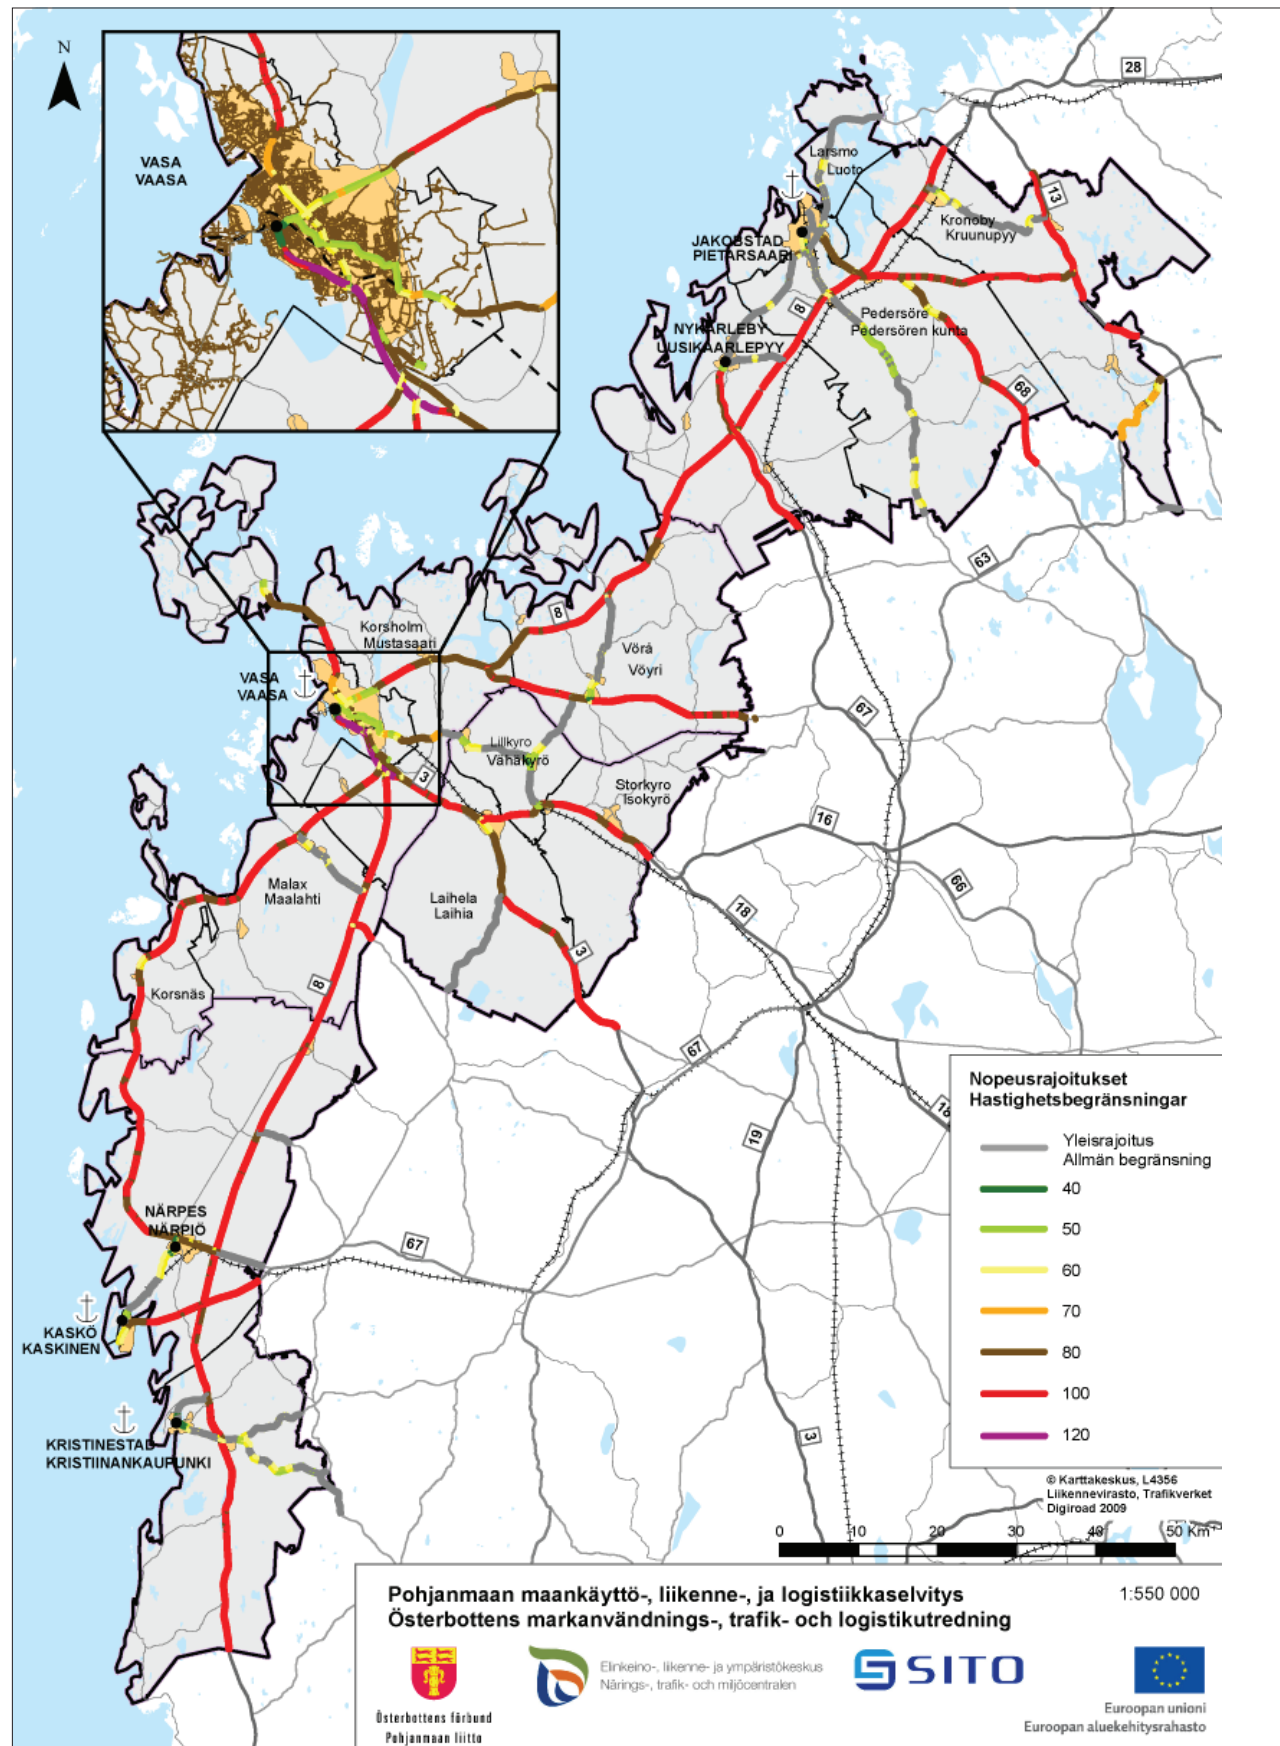 N
VASA
VAASA
28
Larsmo
Luoto
13
Kronoby
Kruunupyy
JAKOBSTAD
PIETARSAARI
8
Pedersöre
Pedersören kunta
NYKARLEBY
UUSIKAARLEPYY
68
63
8
Korsholm
Mustasaari
Vörå
Vöyri
VASA
VAASA
67
Lillkyro
Vähäkyrö
3
Storkyro
Isokyrö
16
66
Malax
Maalahti
Laihela
Laihia
18
3
8
Korsnäs
67
18
19
NÄRPES
NÄRPIÖ
67
KASKÖ
KASKINEN
KRISTINESTAD
KRISTIINANKAUPUNKI
3
Nopeusrajoitukset
Hastighetsbegränsningar
Yleisrajoitus
Allmän begränsning
40
50
60
70
80
100
120
© Karttakeskus, L4356
Liikennevirasto, Trafikverket
Digiroad 2009
0 10 20 30 40 50 Km
Pohjanmaan maankäyttö-, liikenne-, ja logistiikkaselvitys
1:550 000
Österbottens markanvändnings-, trafik- och logistikutredning
Elinkeino-, liikenne- ja ympäristökeskus
Närings-, trafik- och miljöcentralen
SITO
Österbottens förbund
Pohjanmaan liitto
Euroopan unioni
Euroopan aluekehitysrahasto